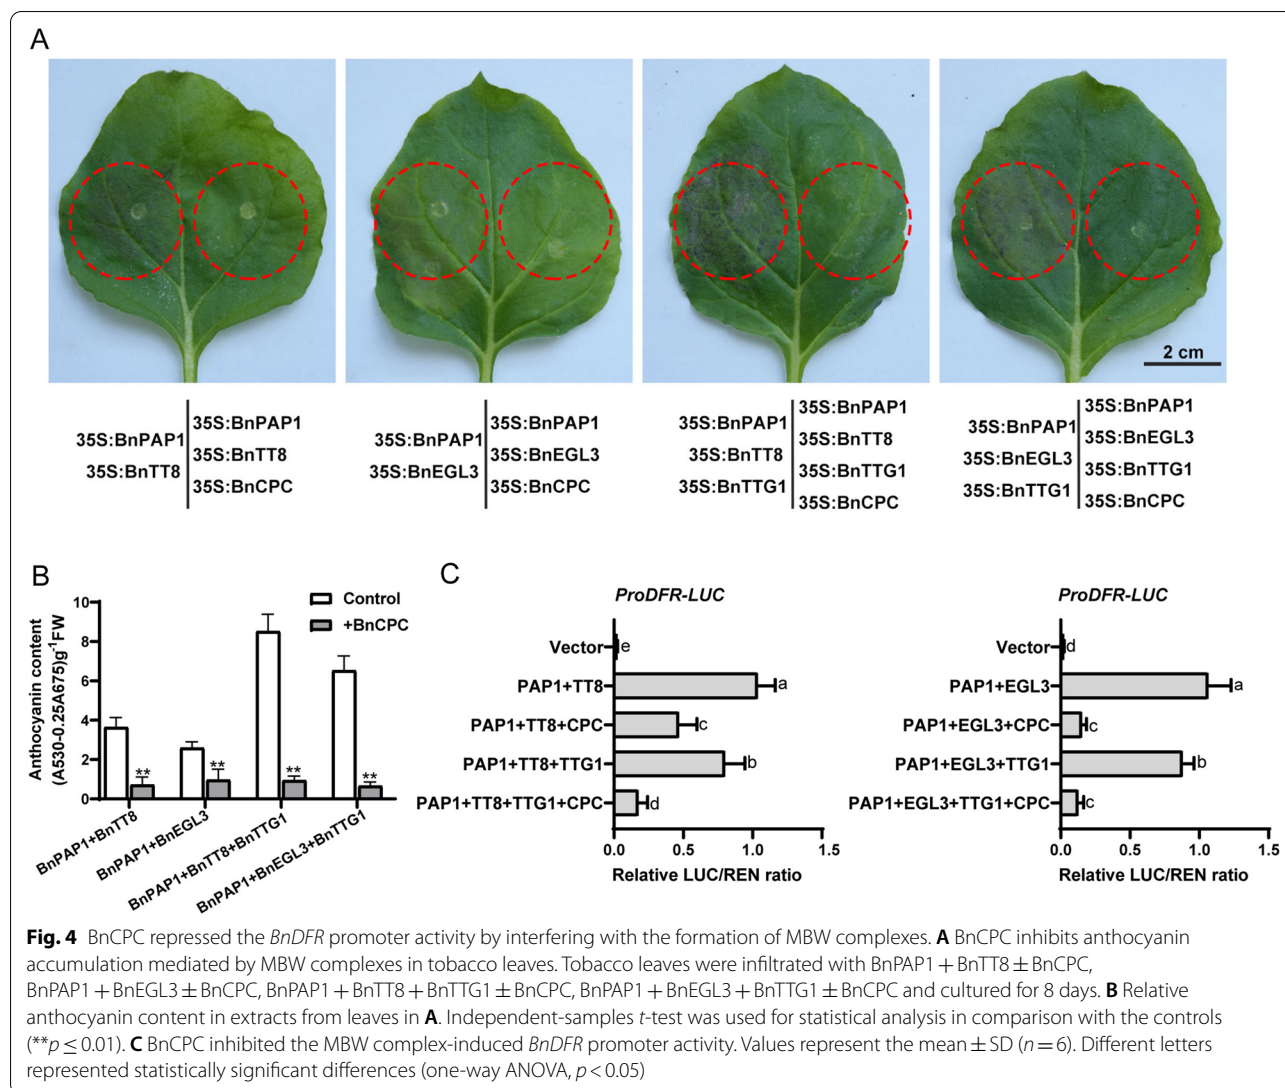 A
2 cm
35S:BnPAP1
35S:BnTT8
35S:BnPAP1
35S:BnTT8
35S:BnCPC
35S:BnPAP1
35S:BnEGL3
35S:BnPAP1
35S:BnEGL3
35S:BnCPC
35S:BnPAP1
35S:BnTT8
35S:BnTTG1
35S:BnPAP1
35S:BnTT8
35S:BnTTG1
35S:BnCPC
35S:BnPAP1
35S:BnEGL3
35S:BnTTG1
35S:BnPAP1
35S:BnEGL3
35S:BnTTG1
35S:BnCPC
B
Anthocyanin content
(A530-0.25A675)g⁻¹FW
10
8
6
4
2
0
Control
+BnCPC
**
**
**
**
BnPAP1+BnTT8
BnPAP1+BnEGL3
BnPAP1+BnTT8+BnTTG1
BnPAP1+BnEGL3+BnTTG1
C
ProDFR-LUC
Vector
e
PAP1+TT8
a
PAP1+TT8+CPC
c
PAP1+TT8+TTG1
b
PAP1+TT8+TTG1+CPC
d
0.0 0.5 1.0 1.5
Relative LUC/REN ratio
ProDFR-LUC
Vector
d
PAP1+EGL3
a
PAP1+EGL3+CPC
c
PAP1+EGL3+TTG1
b
PAP1+EGL3+TTG1+CPC
c
0.0 0.5 1.0 1.5
Relative LUC/REN ratio
Fig. 4 BnCPC repressed the BnDFR promoter activity by interfering with the formation of MBW complexes. A BnCPC inhibits anthocyanin
accumulation mediated by MBW complexes in tobacco leaves. Tobacco leaves were infiltrated with BnPAP1 + BnTT8 ± BnCPC,
BnPAP1 + BnEGL3 ± BnCPC, BnPAP1 + BnTT8 + BnTTG1 ± BnCPC, BnPAP1 + BnEGL3 + BnTTG1 ± BnCPC and cultured for 8 days. B Relative
anthocyanin content in extracts from leaves in A. Independent-samples t-test was used for statistical analysis in comparison with the controls
(**p ≤ 0.01). C BnCPC inhibited the MBW complex-induced BnDFR promoter activity. Values represent the mean ± SD (n = 6). Different letters
represented statistically significant differences (one-way ANOVA, p < 0.05)